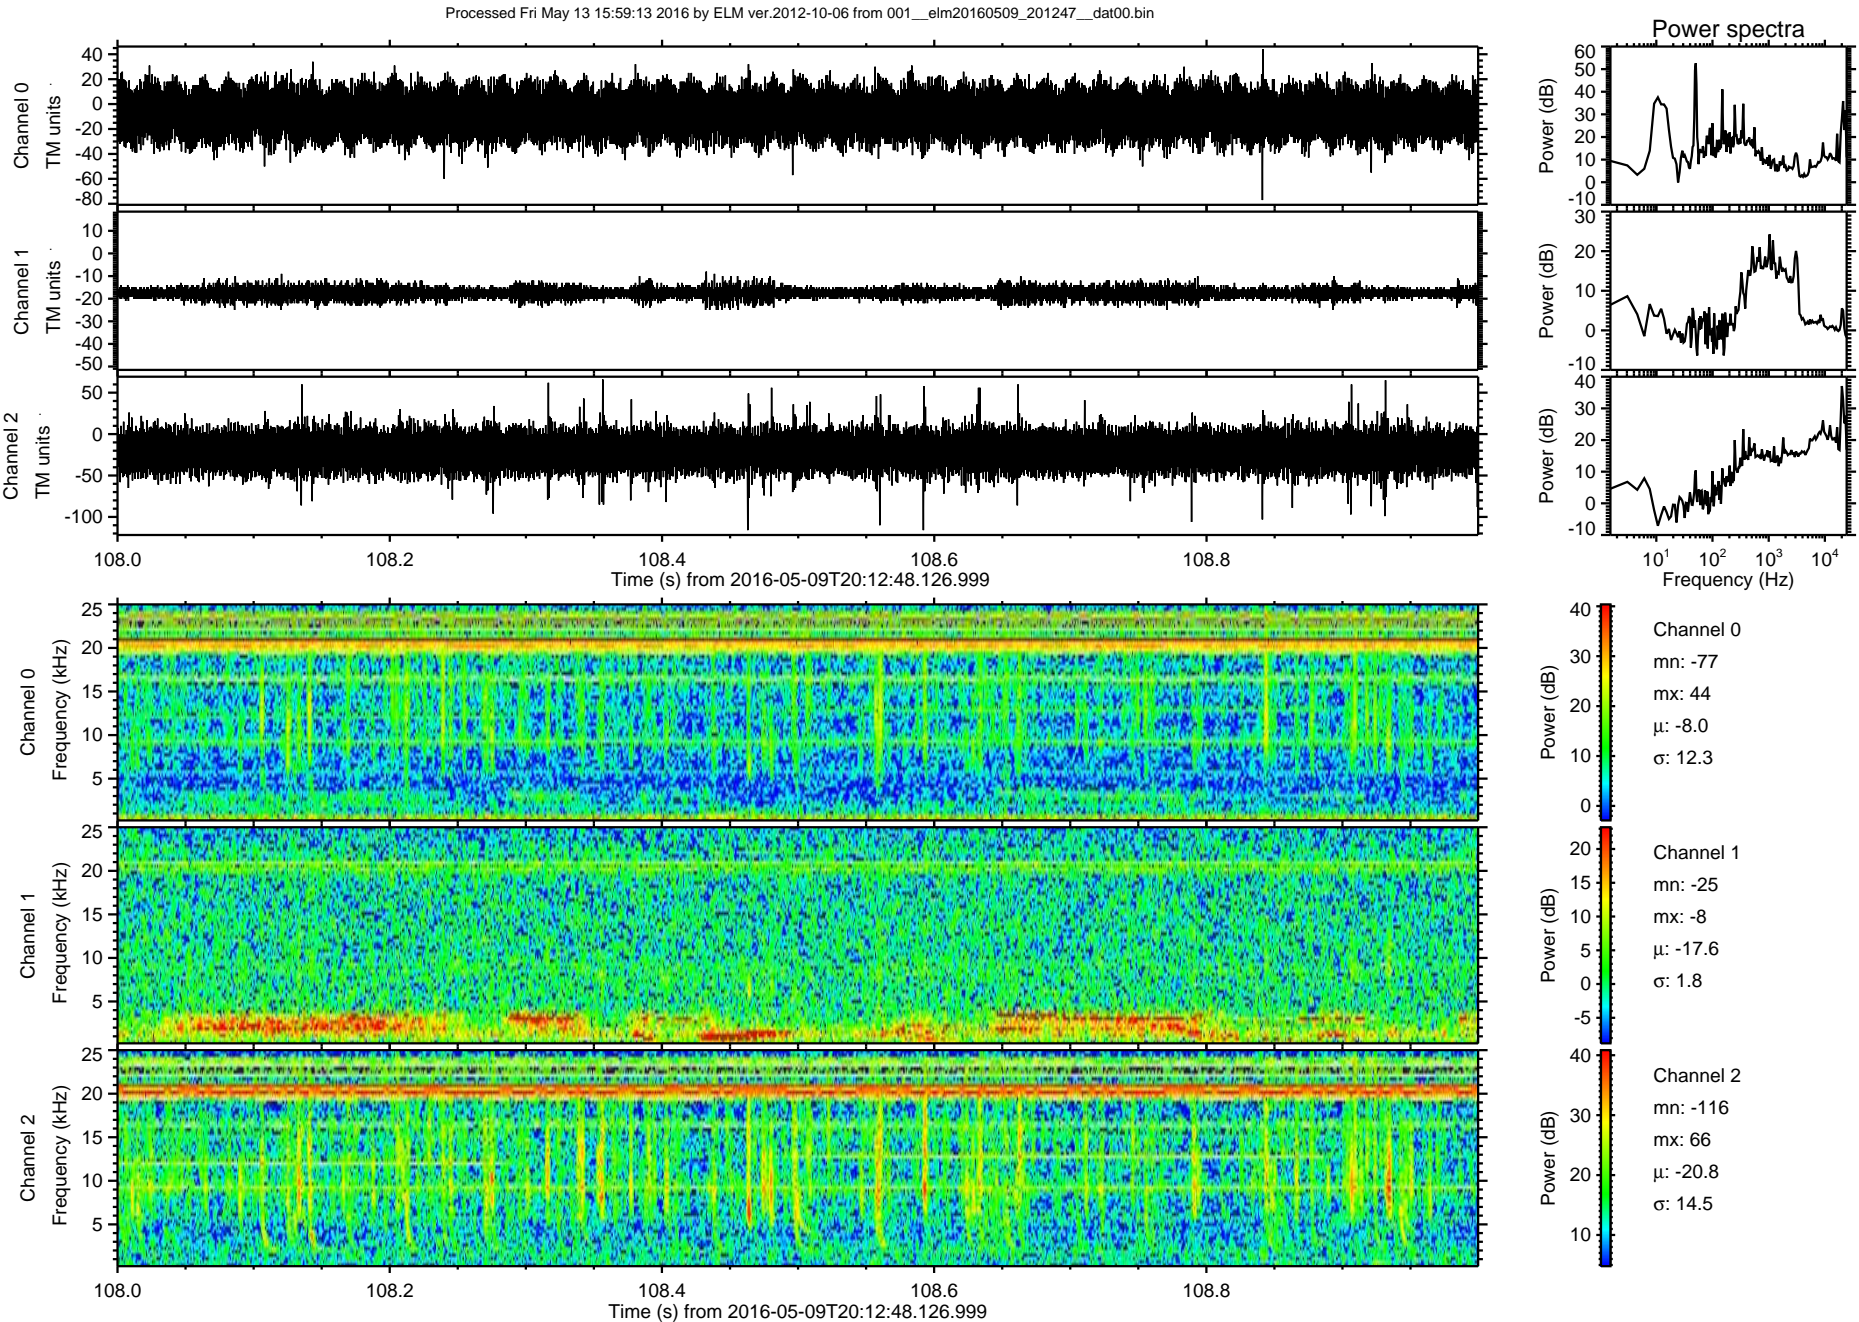 Processed Fri May 13 15:59:13 2016 by ELM ver.2012-10-06 from 001__elm20160509_201247__dat00.bin
Power spectra
Channel 0
TM units
40
20
0
-20
-40
-60
-80
Power (dB)
60
50
40
30
20
10
0
-10
Channel 1
TM units
10
0
-10
-20
-30
-40
-50
Power (dB)
30
20
10
0
-10
Channel 2
TM units
50
0
-50
-100
Power (dB)
40
30
20
10
0
-10
108.0 108.2 108.4 108.6 108.8
Time (s) from 2016-05-09T20:12:48.126.999
10^1 10^2 10^3 10^4
Frequency (Hz)
Channel 0
Frequency (kHz)
25
20
15
10
5
Power (dB)
40
30
20
10
0
Channel 0
mn: -77
mx: 44
μ: -8.0
σ: 12.3
Channel 1
Frequency (kHz)
25
20
15
10
5
Power (dB)
20
15
10
5
0
-5
Channel 1
mn: -25
mx: -8
μ: -17.6
σ: 1.8
Channel 2
Frequency (kHz)
25
20
15
10
5
Power (dB)
40
30
20
10
Channel 2
mn: -116
mx: 66
μ: -20.8
σ: 14.5
108.0 108.2 108.4 108.6 108.8
Time (s) from 2016-05-09T20:12:48.126.999